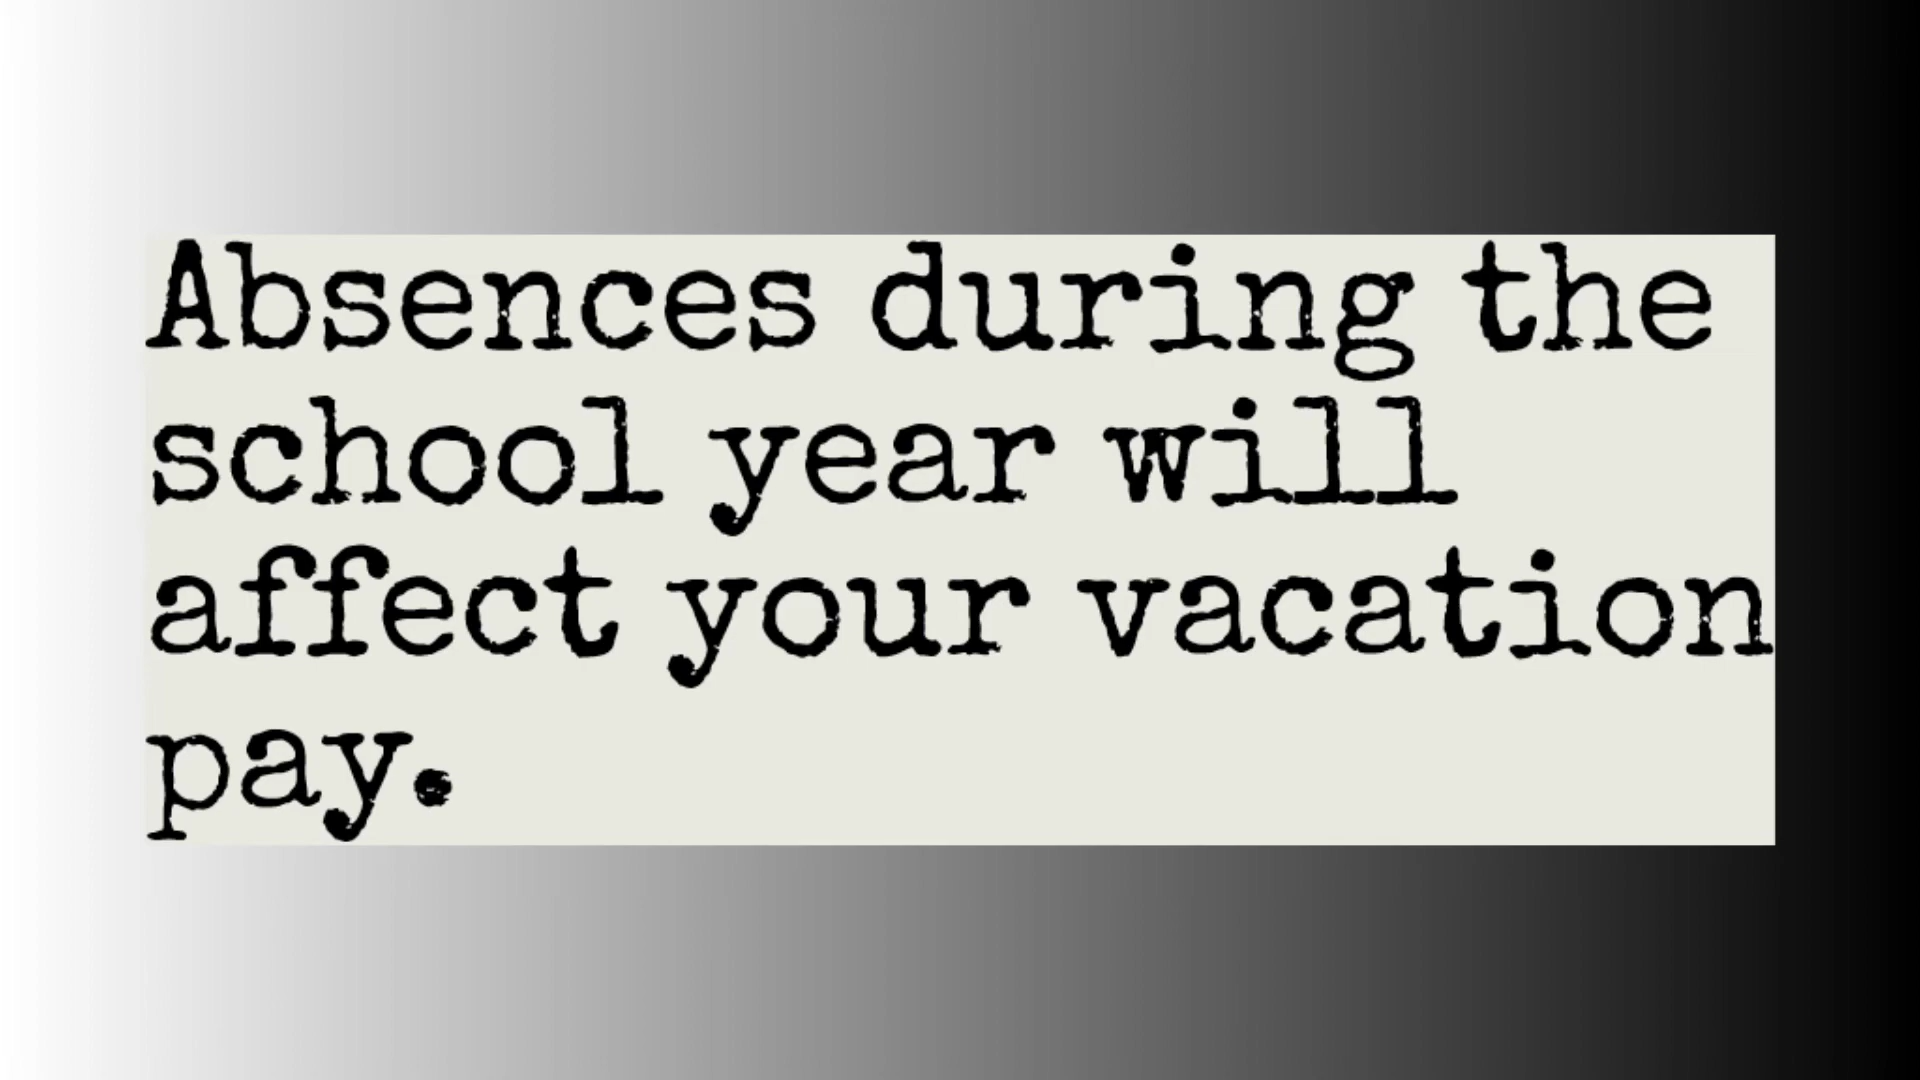 Absences during the
school year will
affect your vacation
pay.